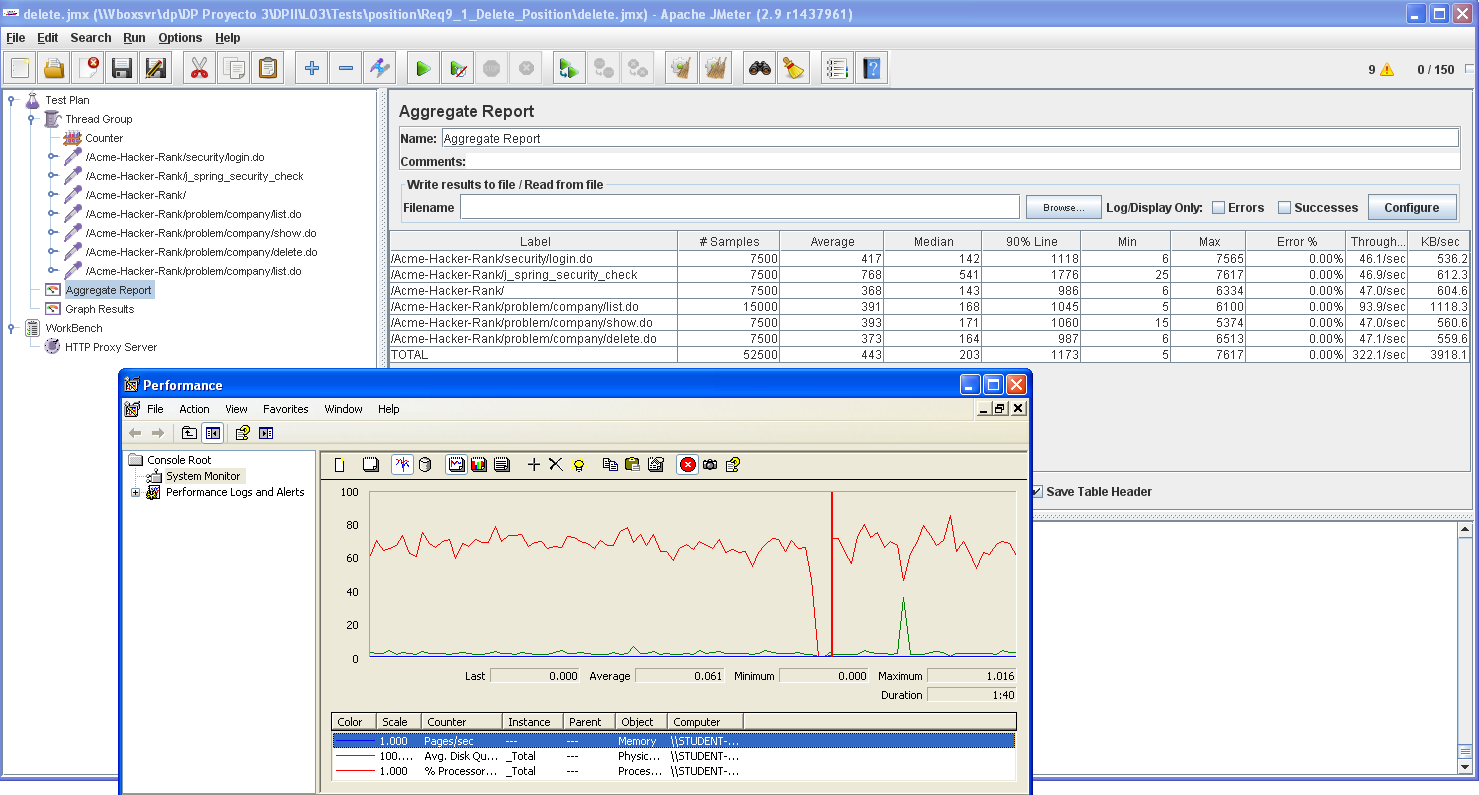 delete.jmx (\\Vboxsvr\dp\DP Proyecto 3\DPII\L03\Tests\position\Req9_1_Delete_Position\delete.jmx) - Apache JMeter (2.9 r1437961)
File Edit Search Run Options Help
9 0 / 150
Test Plan
Thread Group
Counter
/Acme-Hacker-Rank/security/login.do
/Acme-Hacker-Rank/j_spring_security_check
/Acme-Hacker-Rank/
/Acme-Hacker-Rank/problem/company/list.do
/Acme-Hacker-Rank/problem/company/show.do
/Acme-Hacker-Rank/problem/company/delete.do
/Acme-Hacker-Rank/problem/company/list.do
Aggregate Report
Graph Results
WorkBench
HTTP Proxy Server
Aggregate Report
Name: Aggregate Report
Comments:
Write results to file / Read from file
Filename Browse... Log/Display Only: Errors Successes Configure
Label # Samples Average Median 90% Line Min Max Error % Through... KB/sec
/Acme-Hacker-Rank/security/login.do 7500 417 142 1118 6 7565 0.00% 46.1/sec 536.2
/Acme-Hacker-Rank/j_spring_security_check 7500 768 541 1776 25 7617 0.00% 46.9/sec 612.3
/Acme-Hacker-Rank/ 7500 368 143 986 6 6334 0.00% 47.0/sec 604.6
/Acme-Hacker-Rank/problem/company/list.do 15000 391 168 1045 5 6100 0.00% 93.9/sec 1118.3
/Acme-Hacker-Rank/problem/company/show.do 7500 393 171 1060 15 5374 0.00% 47.0/sec 560.6
/Acme-Hacker-Rank/problem/company/delete.do 7500 373 164 987 6 6513 0.00% 47.1/sec 559.6
TOTAL 52500 443 203 1173 5 7617 0.00% 322.1/sec 3918.1
Save Table Header
Performance
File Action View Favorites Window Help
Console Root
System Monitor
Performance Logs and Alerts
100
80
60
40
20
0
Last 0.000 Average 0.061 Minimum 0.000 Maximum 1.016
Duration 1:40
Color Scale Counter Instance Parent Object Computer
1.000 Pages/sec --- --- Memory \\STUDENT-...
100.... Avg. Disk Qu... _Total --- Physic... \\STUDENT-...
1.000 % Processor... _Total --- Proces... \\STUDENT-...